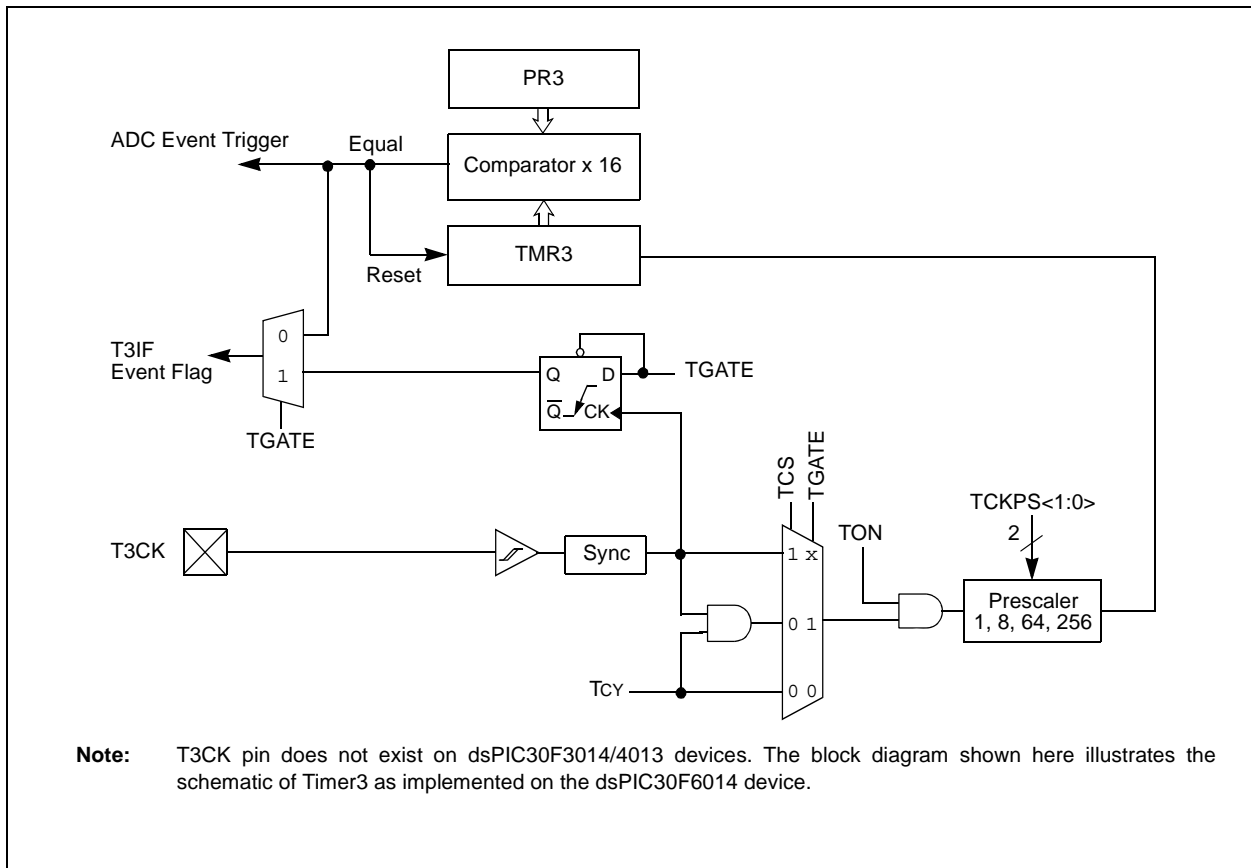 PR3
ADC Event Trigger
Equal
Comparator x 16
TMR3
Reset
0
T3IF
Event Flag
1
Q D
TGATE
Q CK
TGATE
TCS
TGATE
TCKPS<1:0>
2
TON
T3CK
Sync
1 x
Prescaler
1, 8, 64, 256
0 1
TCY
0 0
Note: T3CK pin does not exist on dsPIC30F3014/4013 devices. The block diagram shown here illustrates the
schematic of Timer3 as implemented on the dsPIC30F6014 device.